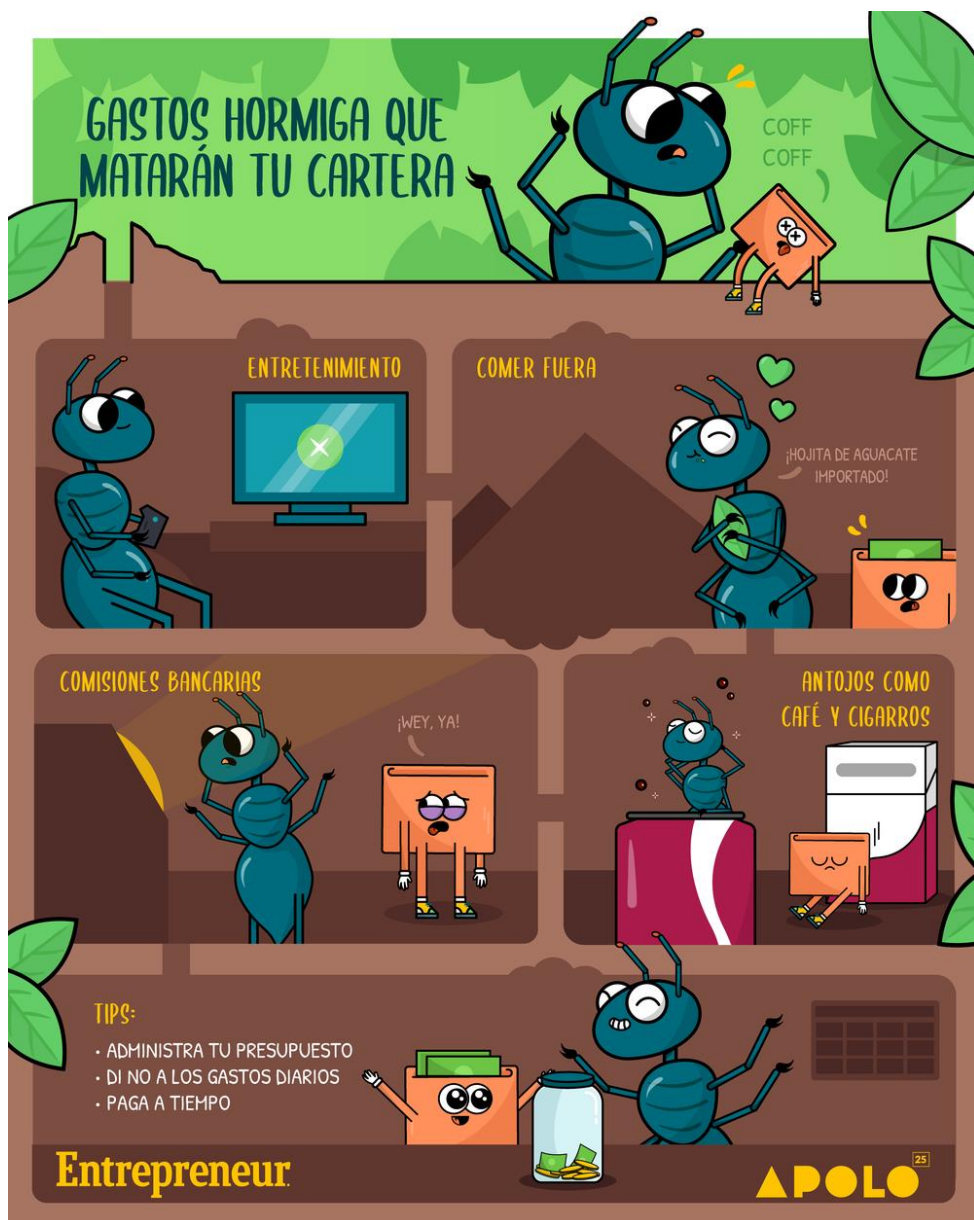 GASTOS HORMIGA QUE
MATARÁN TU CARTERA
COFF
COFF
ENTRETENIMIENTO
COMER FUERA
¡HOJITA DE AGUACATE
IMPORTADO!
COMISIONES BANCARIAS
¡WEY, YA!
ANTOJOS COMO
CAFÉ Y CIGARROS
TIPS:
• ADMINISTRA TU PRESUPUESTO
• DI NO A LOS GASTOS DIARIOS
• PAGA A TIEMPO
Entrepreneur.
APOLO 25